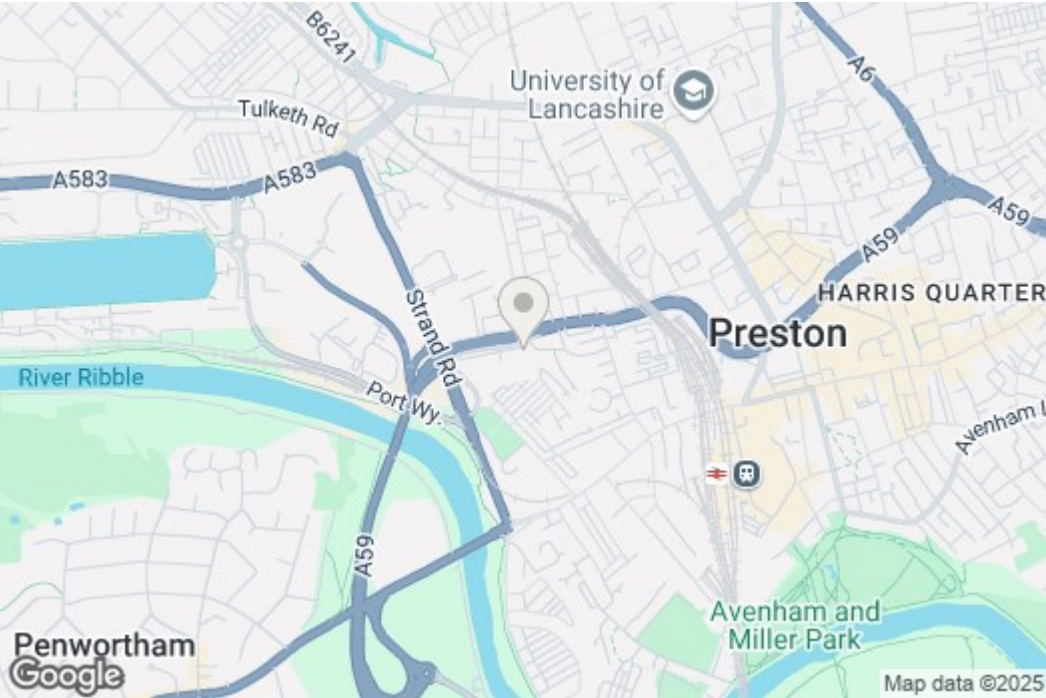 B6241
A6
University of
Lancashire
Tulketh Rd
A583
A583
A59
A59
HARRIS QUARTER
Strand Rd
Preston
River Ribble
Port Wy.
Avenham L
A59
Avenham and
Miller Park
Penwortham
Google
Map data ©2025